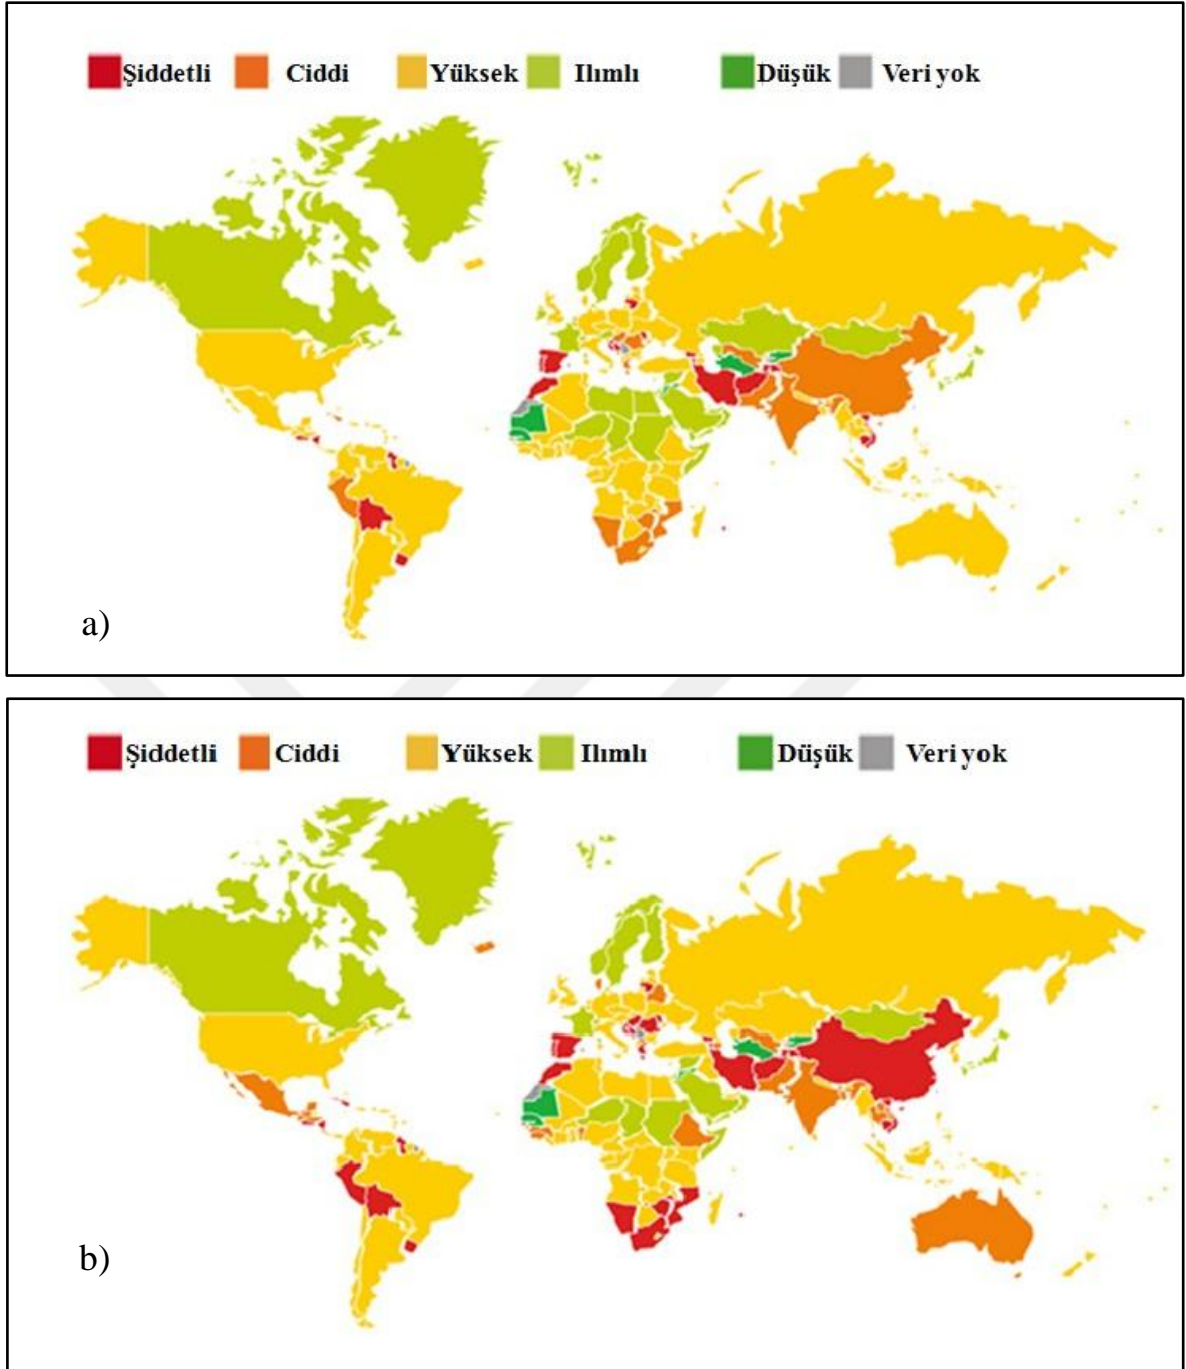 Şiddetli Ciddi Yüksek Ilımlı Düşük Veri yok
a)
Şiddetli Ciddi Yüksek Ilımlı Düşük Veri yok
b)